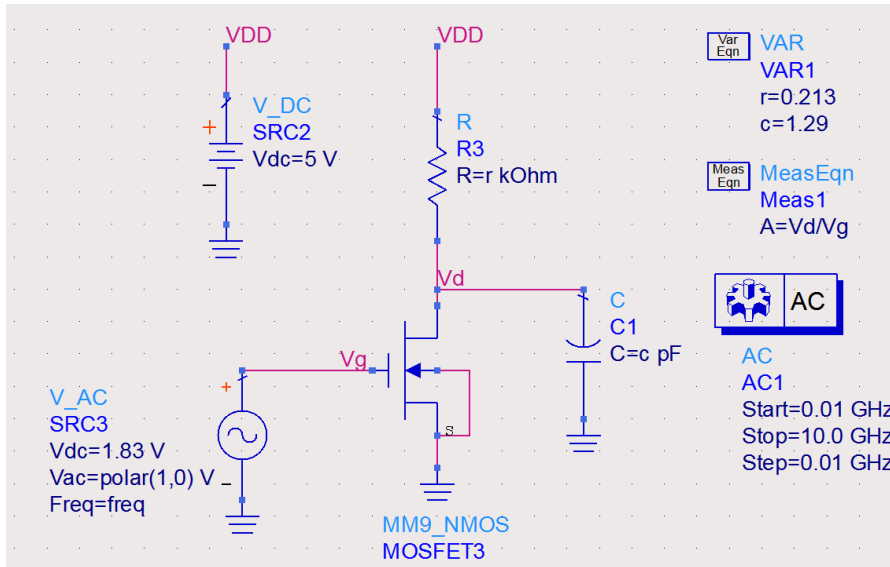 VDD
V_DC
SRC2
Vdc=5 V
+
–
VDD
R
R3
R=r kOhm
Vd
C
C1
C=c pF
Vg
V_AC
SRC3
Vdc=1.83 V
Vac=polar(1,0) V
Freq=freq
+
–
S
MM9_NMOS
MOSFET3
Var
Eqn
VAR
VAR1
r=0.213
c=1.29
Meas
Eqn
MeasEqn
Meas1
A=Vd/Vg
AC
AC
AC1
Start=0.01 GHz
Stop=10.0 GHz
Step=0.01 GHz